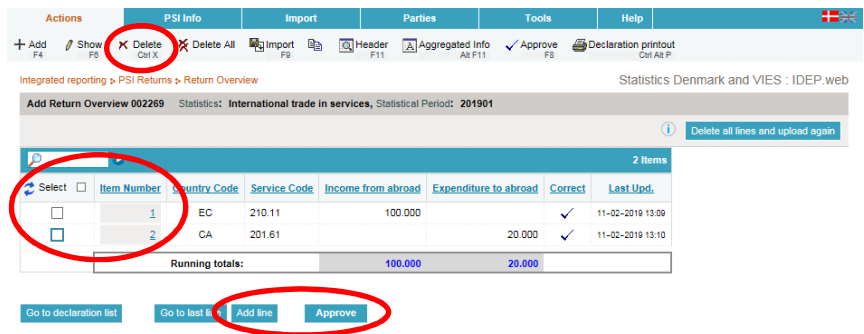 Actions PSI Info Import Parties Tools Help
Add F4 Show F6 Delete Ctrl X Delete All Import F9 Header F11 Aggregated Info Alt F11 Approve F8 Declaration printout Ctrl Alt P
Integrated reporting PSI Returns Return Overview
Statistics Denmark and VIES : IDEP.web
Add Return Overview 002269 Statistics: International trade in services, Statistical Period: 201901
i Delete all lines and upload again
2 Items
Select Item Number Country Code Service Code Income from abroad Expenditure to abroad Correct Last Upd.
1 EC 210.11 100.000 11-02-2019 13:09
2 CA 201.61 20.000 11-02-2019 13:10
Running totals: 100.000 20.000
Go to declaration list Go to last line Add line Approve